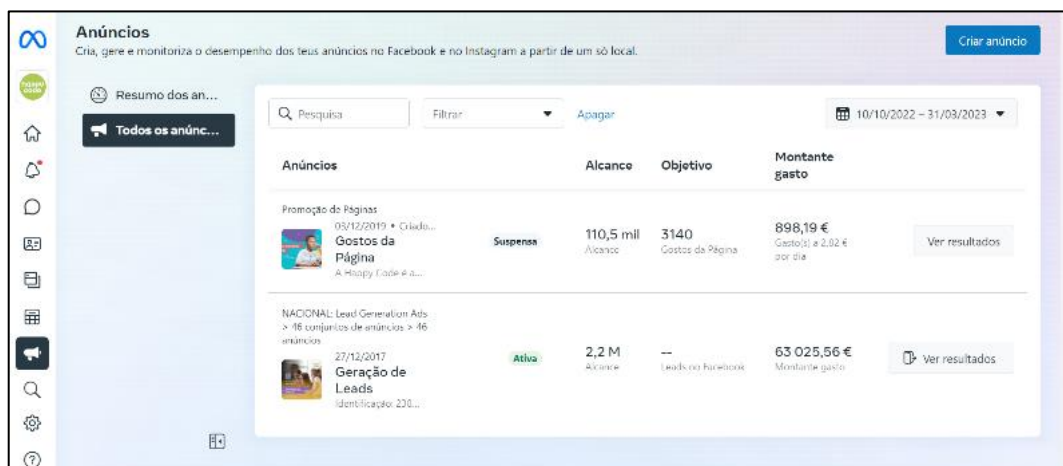 Anúncios
Cria, gere e monitoriza o desempenho dos teus anúncios no Facebook e no Instagram a partir de um só local.
Criar anúncio
happy code
Resumo dos an...
Todos os anúnc...
Pesquisa
Filtrar
Apagar
10/10/2022 – 31/03/2023
Anúncios
Alcance
Objetivo
Montante
gasto
Promoção de Páginas
03/12/2019 • Criado...
Gostos da
Página
A Happy Code é a...
Suspensa
110,5 mil
Alcance
3140
Gostos da Página
898,19 €
Gasto(s) a 2,02 €
por dia
Ver resultados
NACIONAL: Lead Generation Ads
> 46 conjuntos de anúncios > 46
anúncios
27/12/2017
Geração de
Leads
Identificação: 230...
Ativa
2,2 M
Alcance
--
Leads no Facebook
63 025,56 €
Montante gasto
Ver resultados